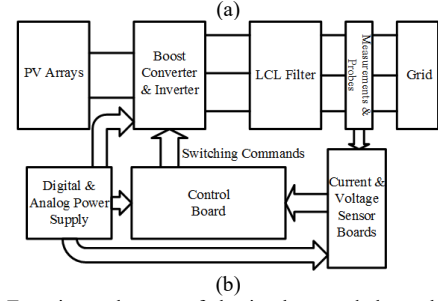 (a)
PV Arrays
Boost
Converter
& Inverter
LCL Filter
Measurements &
Probes
Grid
Switching Commands
Digital &
Analog Power
Supply
Control
Board
Current &
Voltage
Sensor
Boards
(b)